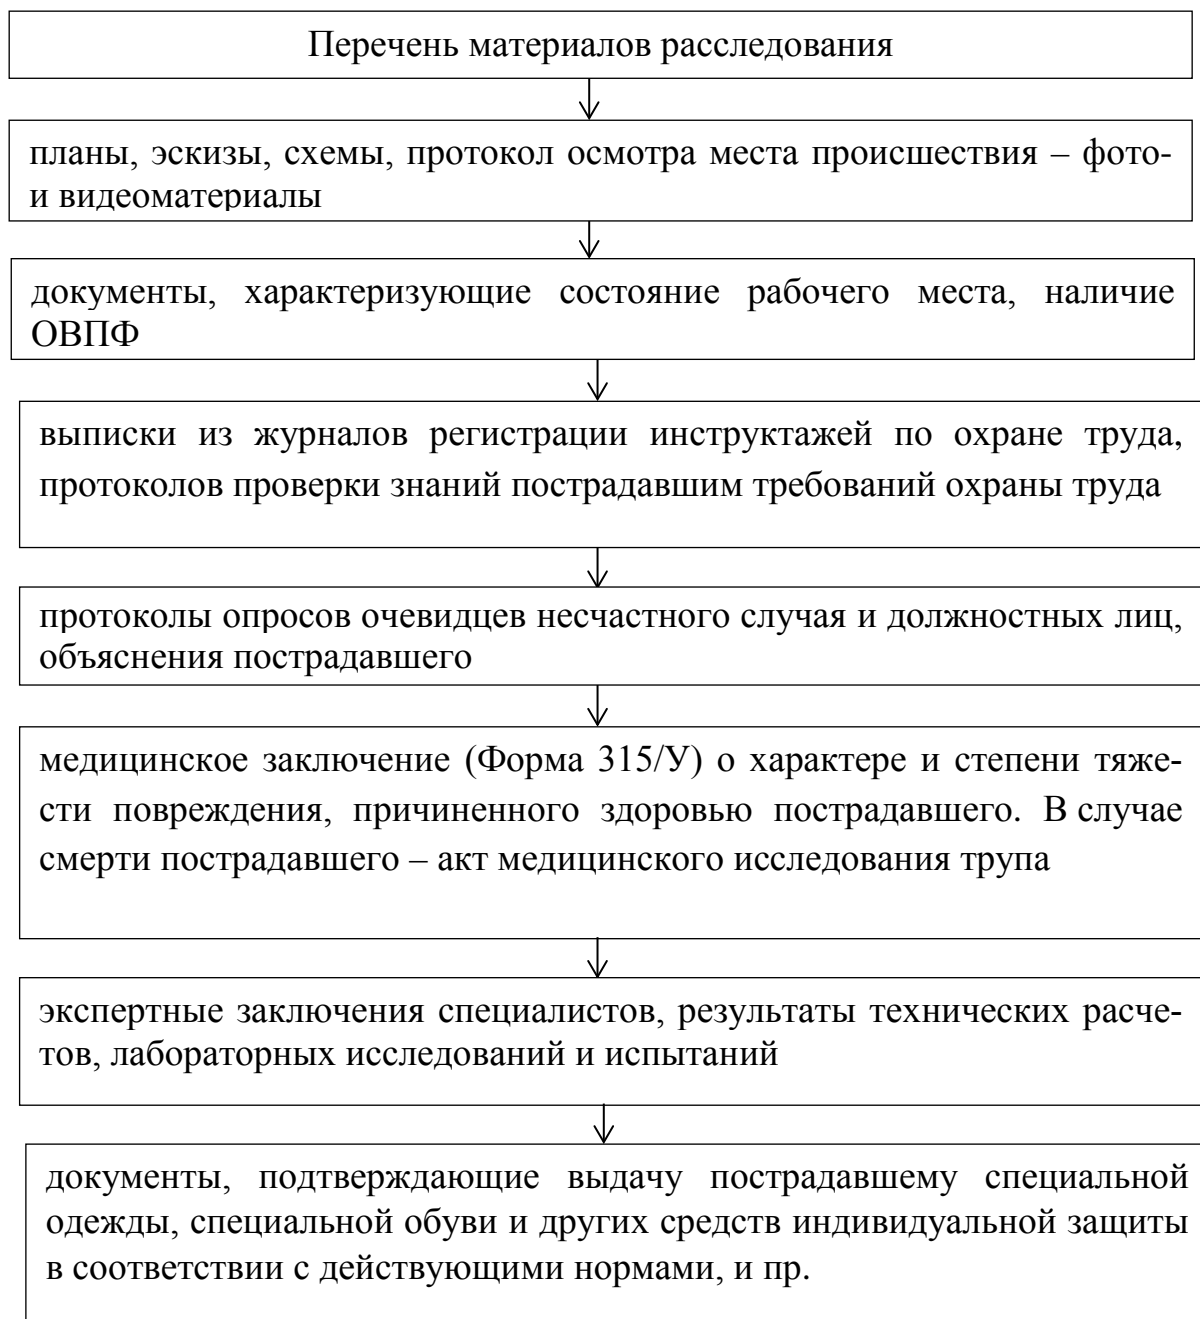 Перечень материалов расследования
планы, эскизы, схемы, протокол осмотра места происшествия – фото-
и видеоматериалы
документы, характеризующие состояние рабочего места, наличие
ОВПФ
выписки из журналов регистрации инструктажей по охране труда,
протоколов проверки знаний пострадавшим требований охраны труда
протоколы опросов очевидцев несчастного случая и должностных лиц,
объяснения пострадавшего
медицинское заключение (Форма 315/У) о характере и степени тяже-
сти повреждения, причиненного здоровью пострадавшего. В случае
смерти пострадавшего – акт медицинского исследования трупа
экспертные заключения специалистов, результаты технических расче-
тов, лабораторных исследований и испытаний
документы, подтверждающие выдачу пострадавшему специальной
одежды, специальной обуви и других средств индивидуальной защиты
в соответствии с действующими нормами, и пр.